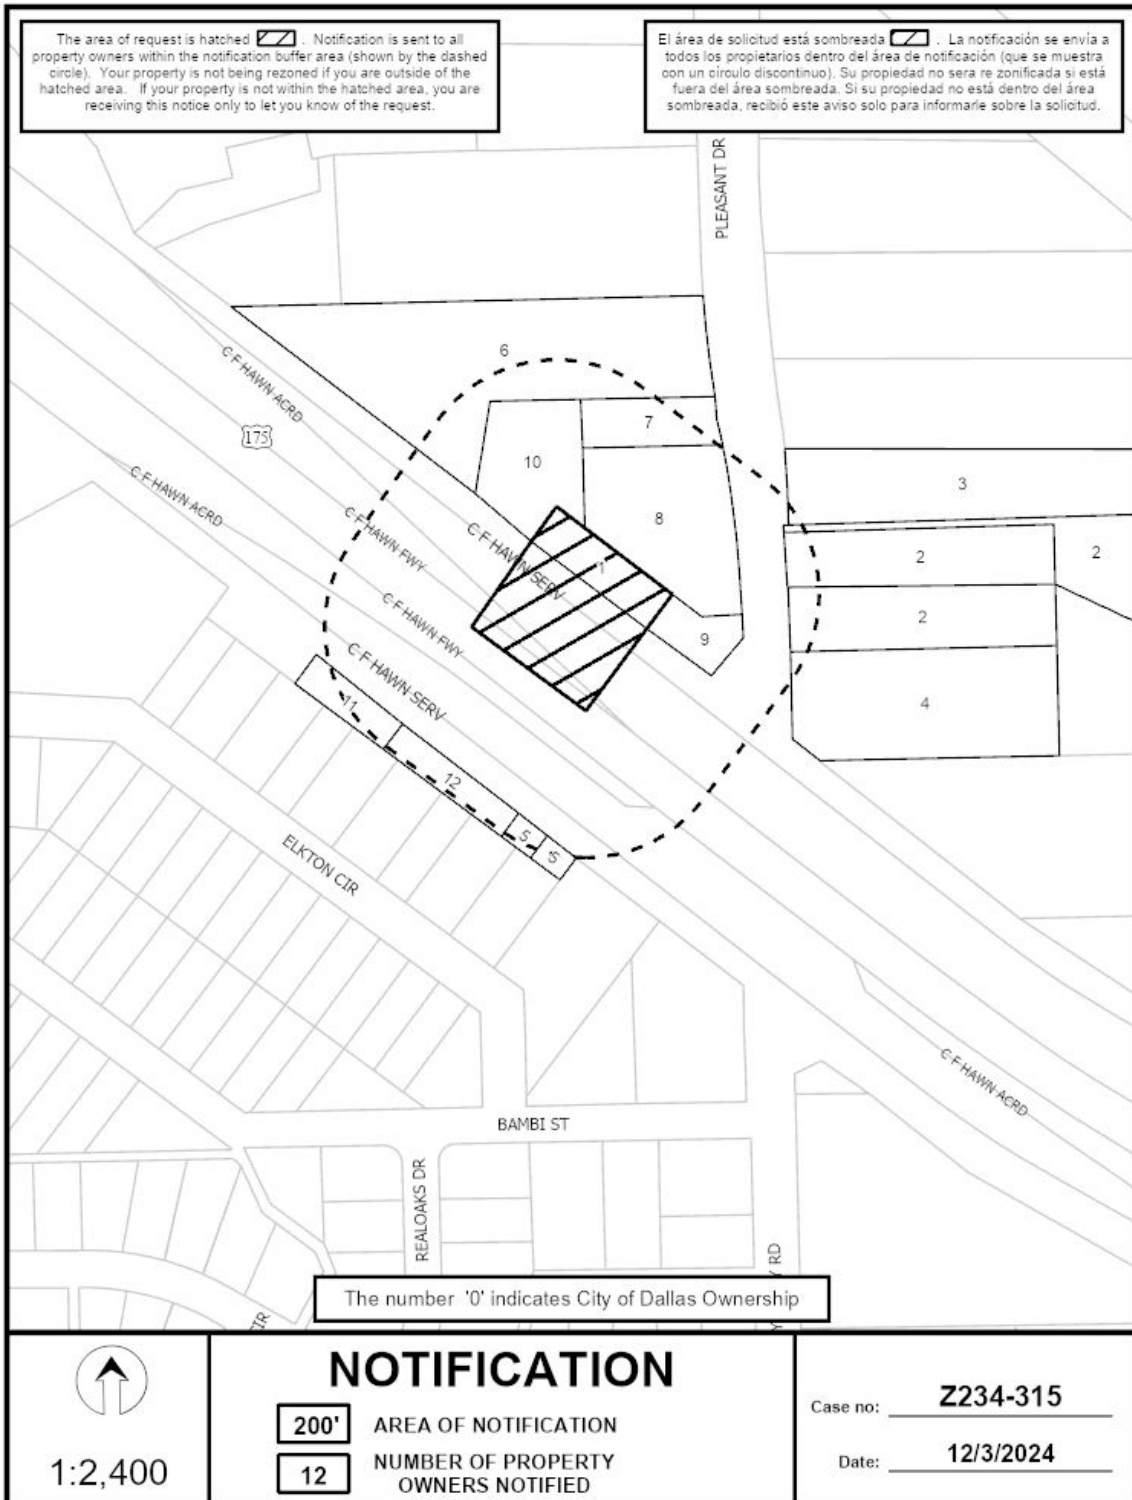 The area of request is hatched . Notification is sent to all
property owners within the notification buffer area (shown by the dashed
circle). Your property is not being rezoned if you are outside of the
hatched area. If your property is not within the hatched area, you are
receiving this notice only to let you know of the request.
El área de solicitud está sombreada . La notificación se envía a
todos los propietarios dentro del área de notificación (que se muestra
con un círculo discontinuo). Su propiedad no sera re zonificada si está
fuera del área sombreada. Si su propiedad no está dentro del área
sombreada, recibió este aviso solo para informarle sobre la solicitud.
PLEASANT DR
6
C F HAWN ACRD
175
7
10
C F HAWN ACRD
3
8
C F HAWN FWY
C F HAWN SERV
1
2
2
C F HAWN FWY
2
9
C F HAWN SERV
11
4
12
5
5
ELKTON CIR
C F HAWN ACRD
BAMBI ST
REALOAKS DR
RD
The number '0' indicates City of Dallas Ownership
1:2,400
NOTIFICATION
200' AREA OF NOTIFICATION
12 NUMBER OF PROPERTY
OWNERS NOTIFIED
Case no: Z234-315
Date: 12/3/2024